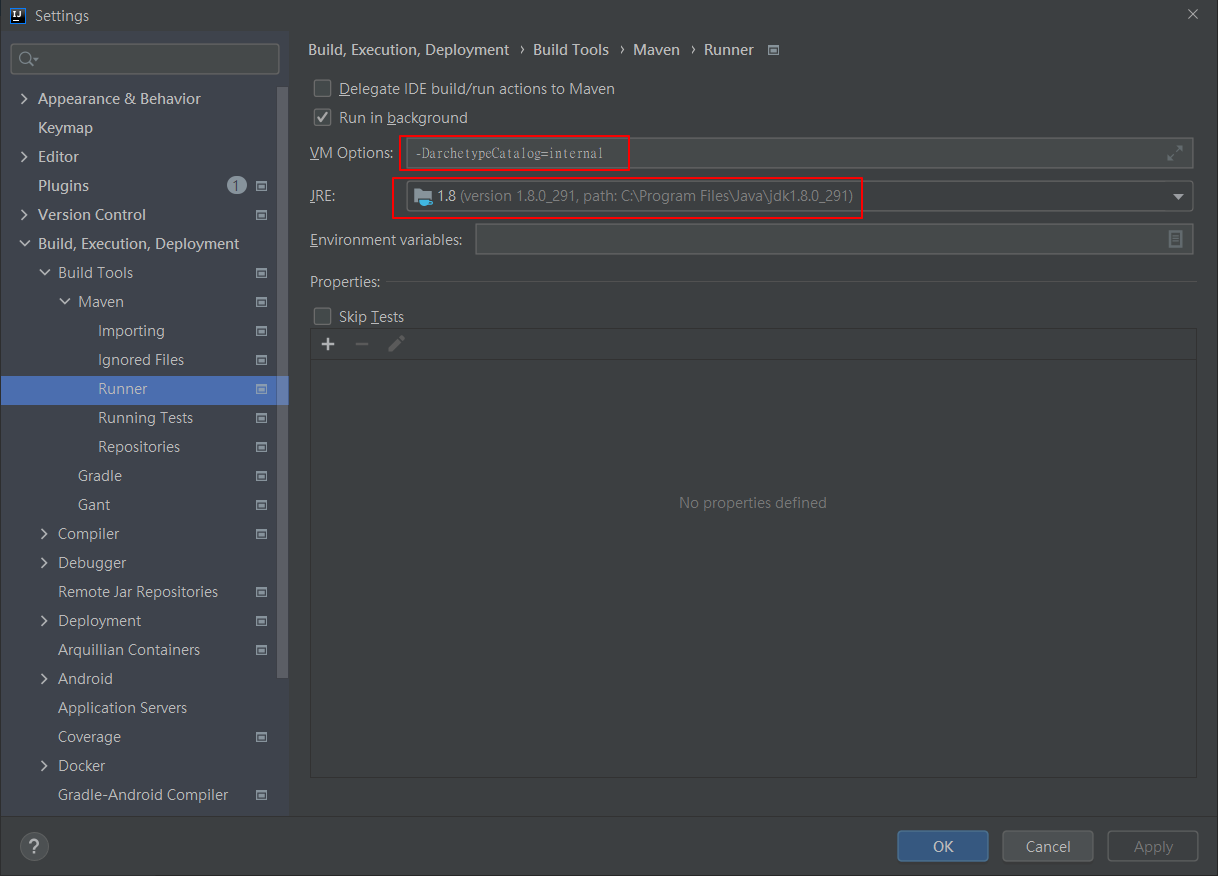 IJ Settings
Build, Execution, Deployment › Build Tools › Maven › Runner
Appearance & Behavior
Keymap
Editor
Plugins 1
Version Control
Build, Execution, Deployment
Build Tools
Maven
Importing
Ignored Files
Runner
Running Tests
Repositories
Gradle
Gant
Compiler
Debugger
Remote Jar Repositories
Deployment
Arquillian Containers
Android
Application Servers
Coverage
Docker
Gradle-Android Compiler
Delegate IDE build/run actions to Maven
Run in background
VM Options: -DarchetypeCatalog=internal
JRE: 1.8 (version 1.8.0_291, path: C:\Program Files\Java\jdk1.8.0_291)
Environment variables:
Properties:
Skip Tests
No properties defined
? OK Cancel Apply